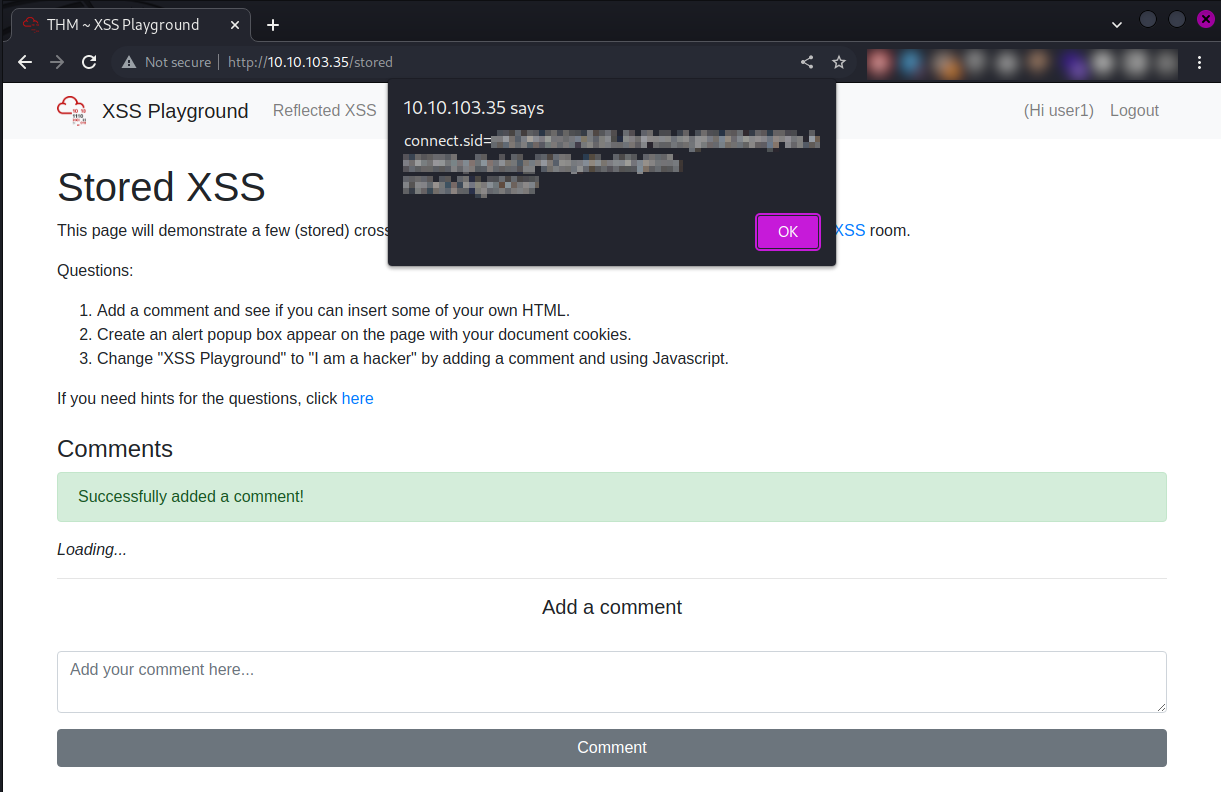 THM ~ XSS Playground
Not secure http://10.10.103.35/stored
XSS Playground Reflected XSS (Hi user1) Logout
10.10.103.35 says
connect.sid=
OK
Stored XSS
This page will demonstrate a few (stored) cross XSS room.
Questions:
1. Add a comment and see if you can insert some of your own HTML.
2. Create an alert popup box appear on the page with your document cookies.
3. Change "XSS Playground" to "I am a hacker" by adding a comment and using Javascript.
If you need hints for the questions, click here
Comments
Successfully added a comment!
Loading...
Add a comment
Add your comment here...
Comment